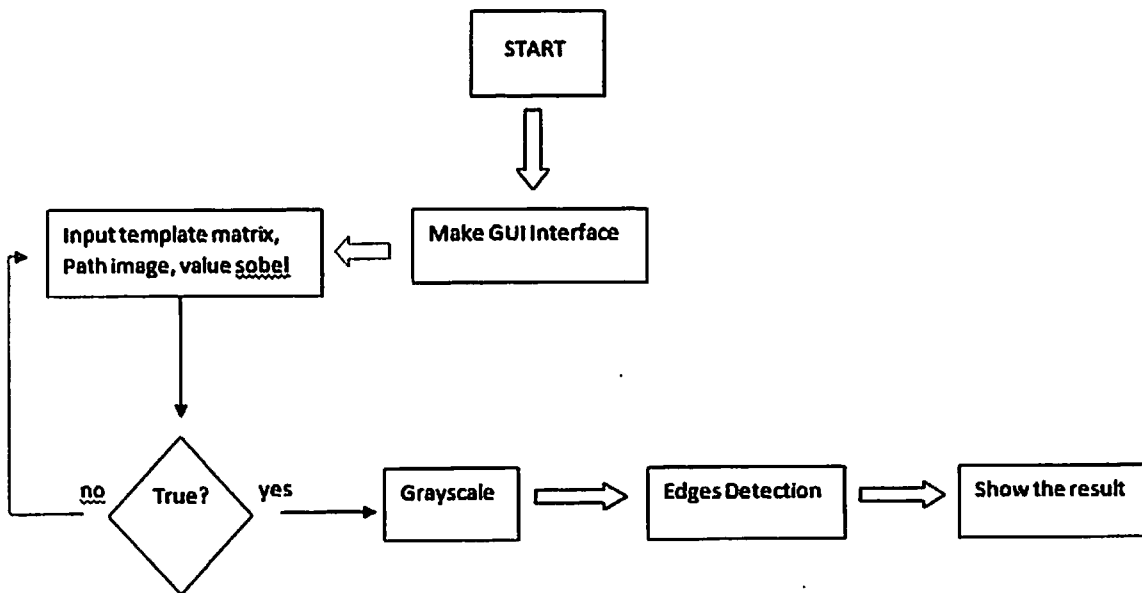 START
Make GUI Interface
Input template matrix,
Path image, value sobel
True?
no
yes
Grayscale
Edges Detection
Show the result